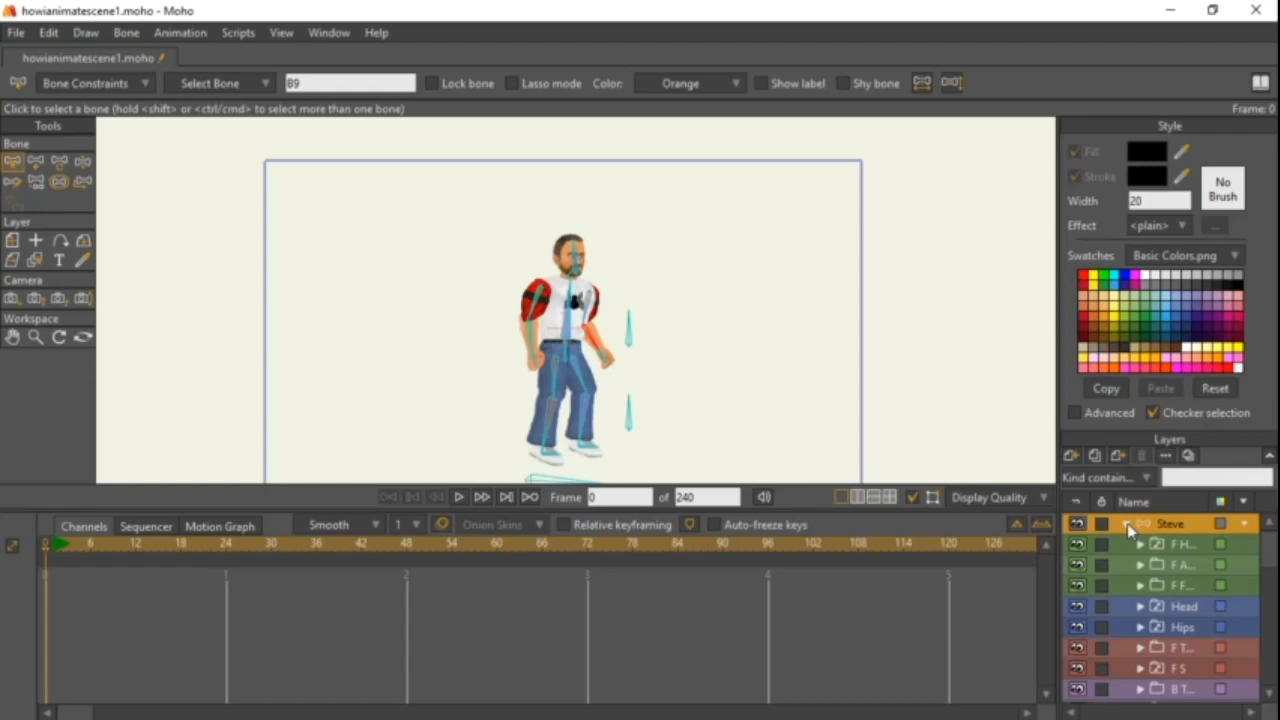 howianimatescene1.moho - Moho
File Edit Draw Bone Animation Scripts View Window Help
howianimatescene1.moho
Bone Constraints Select Bone B9 Lock bone Lasso mode Color: Orange Show label Shy bone
Click to select a bone (hold <shift> or <ctrl/cmd> to select more than one bone) Frame: 0
Tools
Bone
Layer
T
Camera
Workspace
Style
Fill
Stroke
No Brush
Width 20
Effect <plain> ...
Swatches Basic Colors.png
Copy Paste Reset
Advanced Checker selection
Layers
Kind contain...
Name
Steve
F H...
F A...
F F...
Head
Hips
F T...
F S
B T...
Frame 0 of 240 Display Quality
Channels Sequencer Motion Graph Smooth 1 Onion Skins Relative keyframing Auto-freeze keys
0 6 12 18 24 30 36 42 48 54 60 66 72 78 84 90 96 102 108 114 120 126
0 1 2 3 4 5